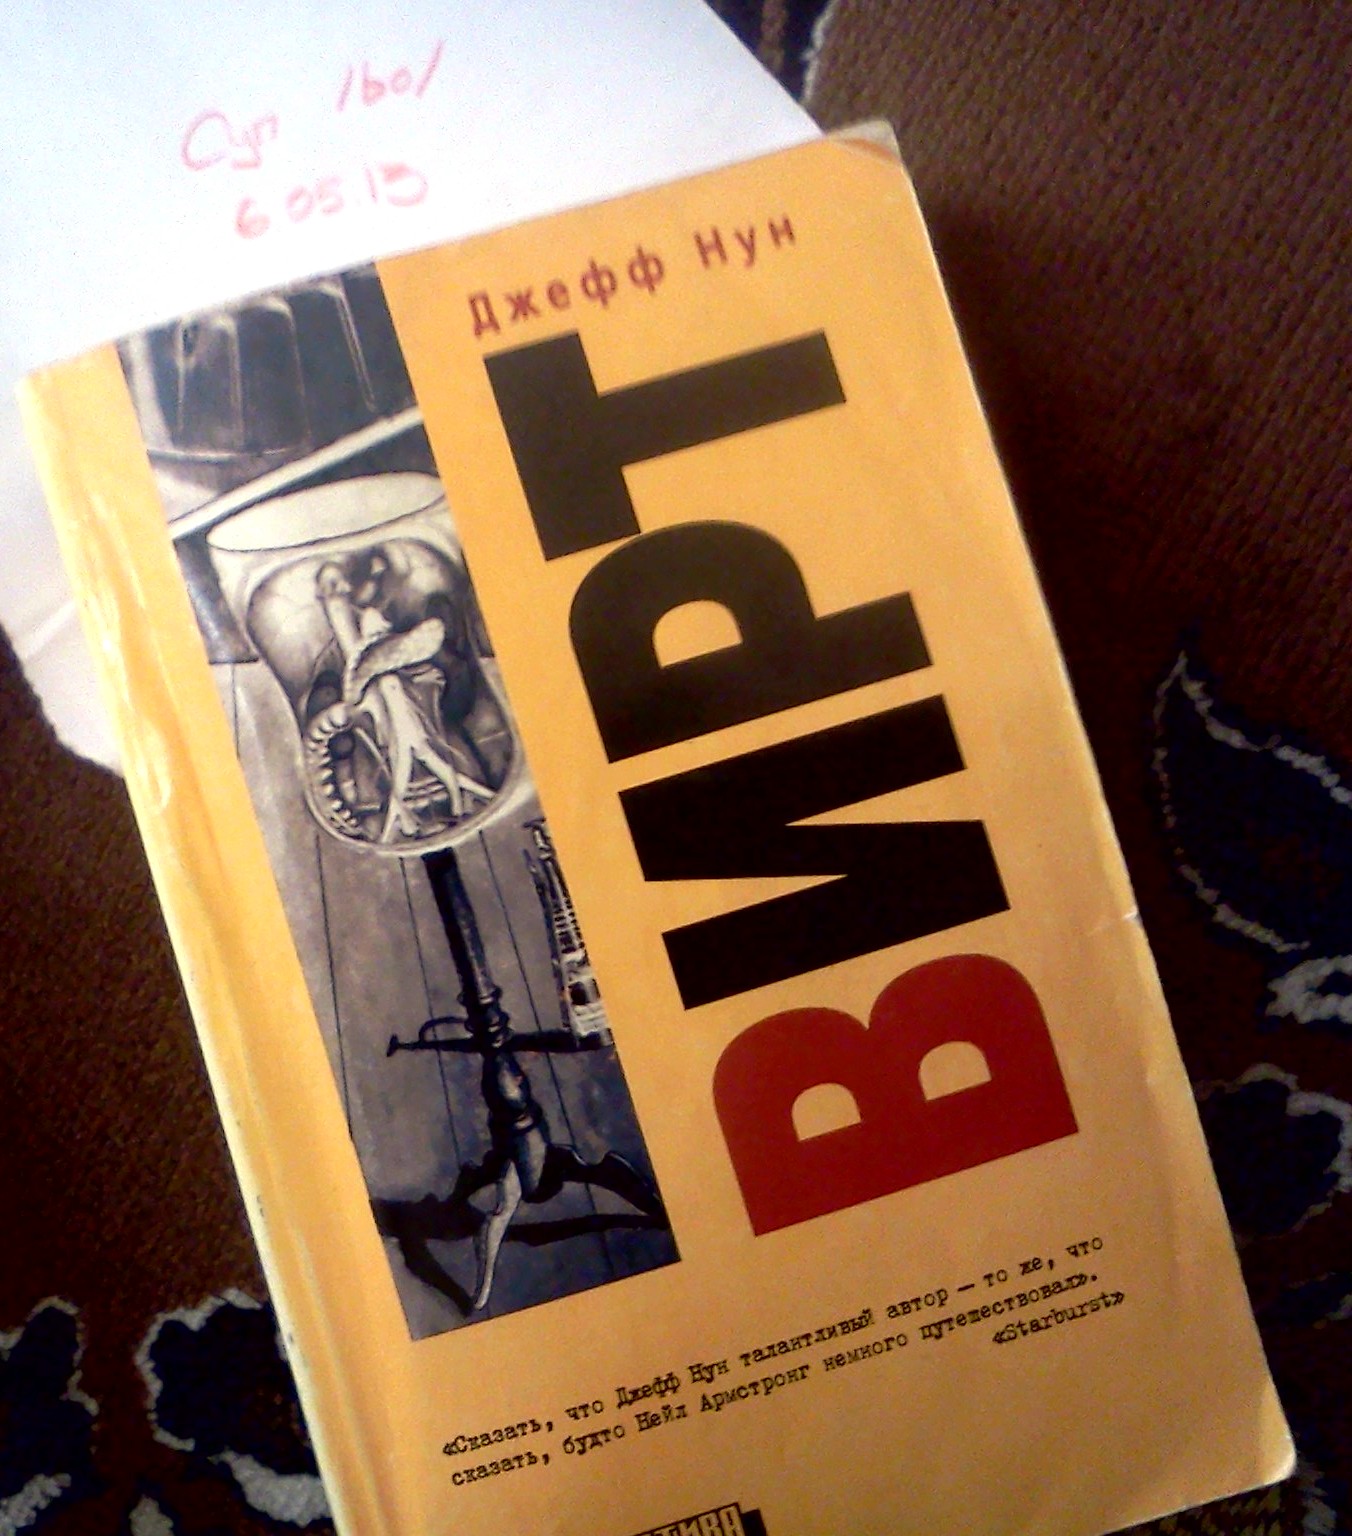 Суп /bo/
6.05.13
Джефф Нун
ВИРТ
«Сказать, что Джефф Нун талантливый автор — то же, что
сказать, будто Нейл Армстронг немного путешествовал».
«Starburst»